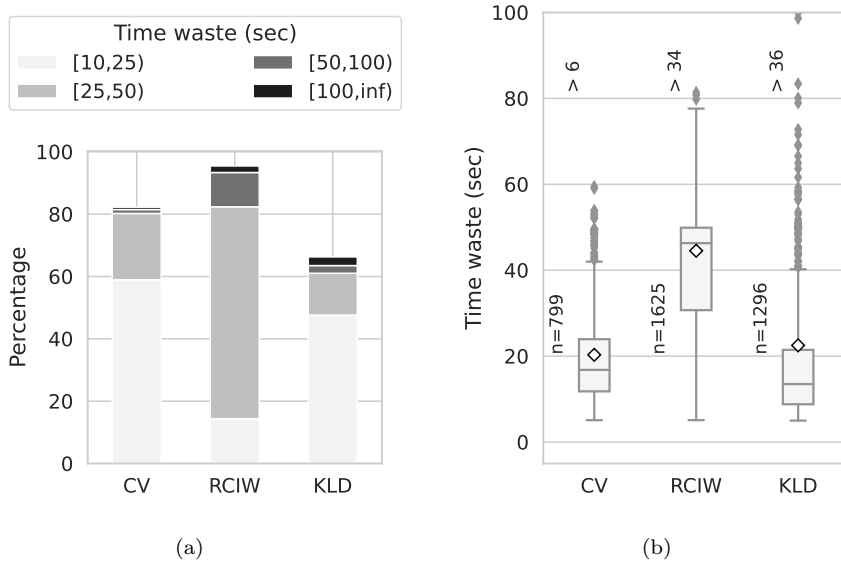 Time waste (sec)
[10,25)
[50,100)
[25,50)
[100,inf)
Percentage
100
80
60
40
20
0
CV
RCIW
KLD
(a)
Time waste (sec)
100
80
60
40
20
0
> 6
> 34
> 36
n=799
n=1625
n=1296
CV
RCIW
KLD
(b)